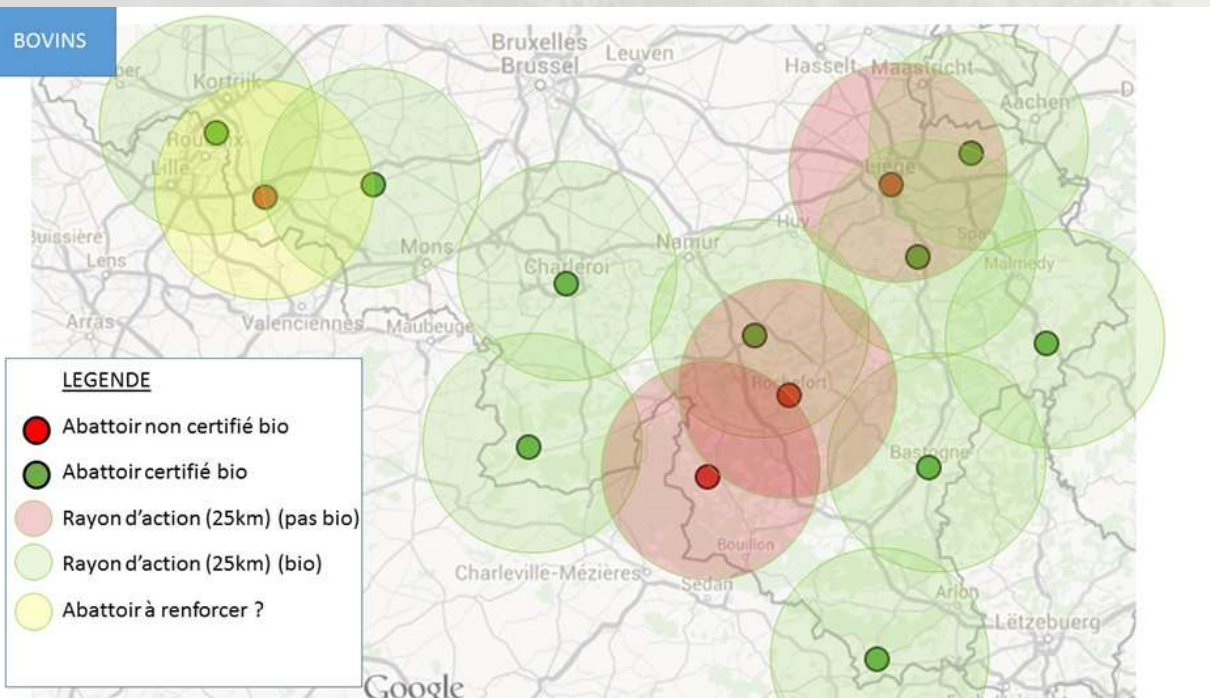 BOVINS
Bruxelles
Brussel
Leuven
Hasselt
Maastricht
Aachen
D
Kortrijk
Lille
Liège
Huy
Spa
Malmedy
Buissière
Lens
Mons
Namur
Charleroi
Arras
Valenciennes
Maubeuge
Rochefort
Bastogne
Bouillon
Charleville-Mézières
Sedan
Arlon
Lëtzebuerg
LEGENDE
Abattoir non certifié bio
Abattoir certifié bio
Rayon d'action (25km) (pas bio)
Rayon d'action (25km) (bio)
Abattoir à renforcer ?
Google